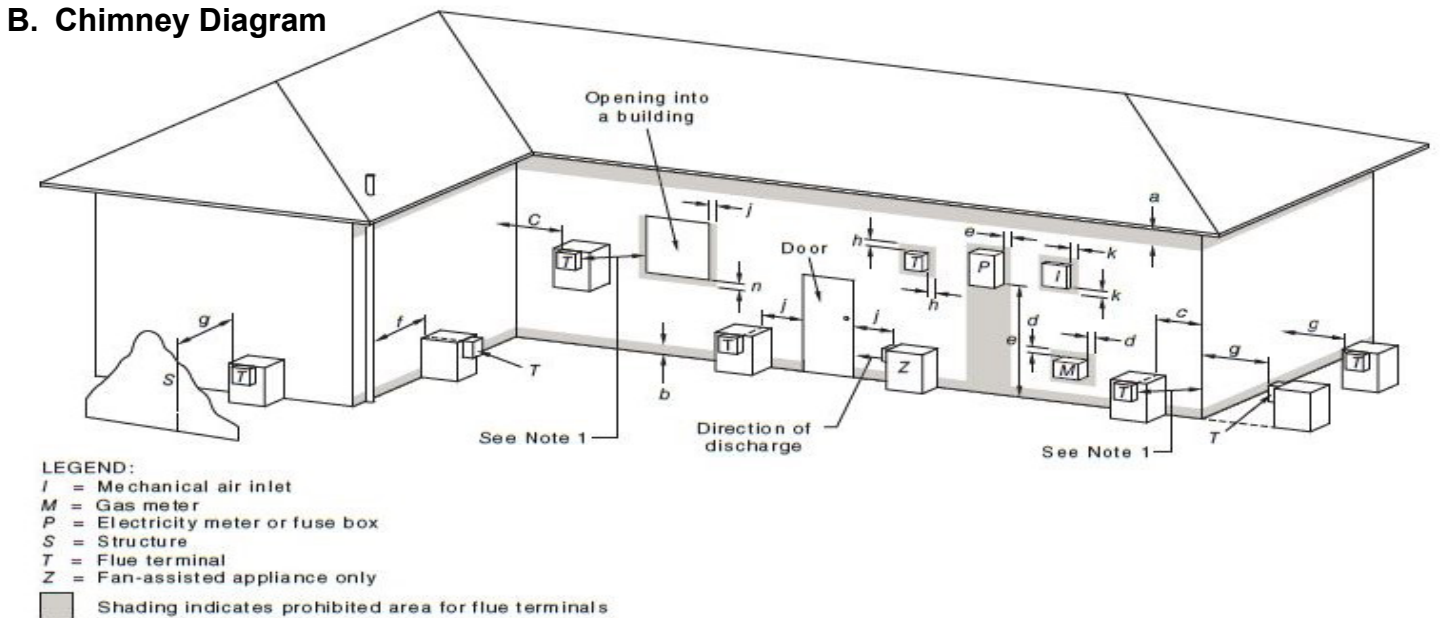 B. Chimney Diagram
Opening into
a building
a
c
j
T
n
h
T
h
e
P
I
k
k
Door
j
j
T
Z
b
e
d
d
M
c
T
g
g
T
T
g
S
T
f
T
See Note 1
Direction of
discharge
See Note 1
LEGEND:
I = Mechanical air inlet
M = Gas meter
P = Electricity meter or fuse box
S = Structure
T = Flue terminal
Z = Fan-assisted appliance only
Shading indicates prohibited area for flue terminals